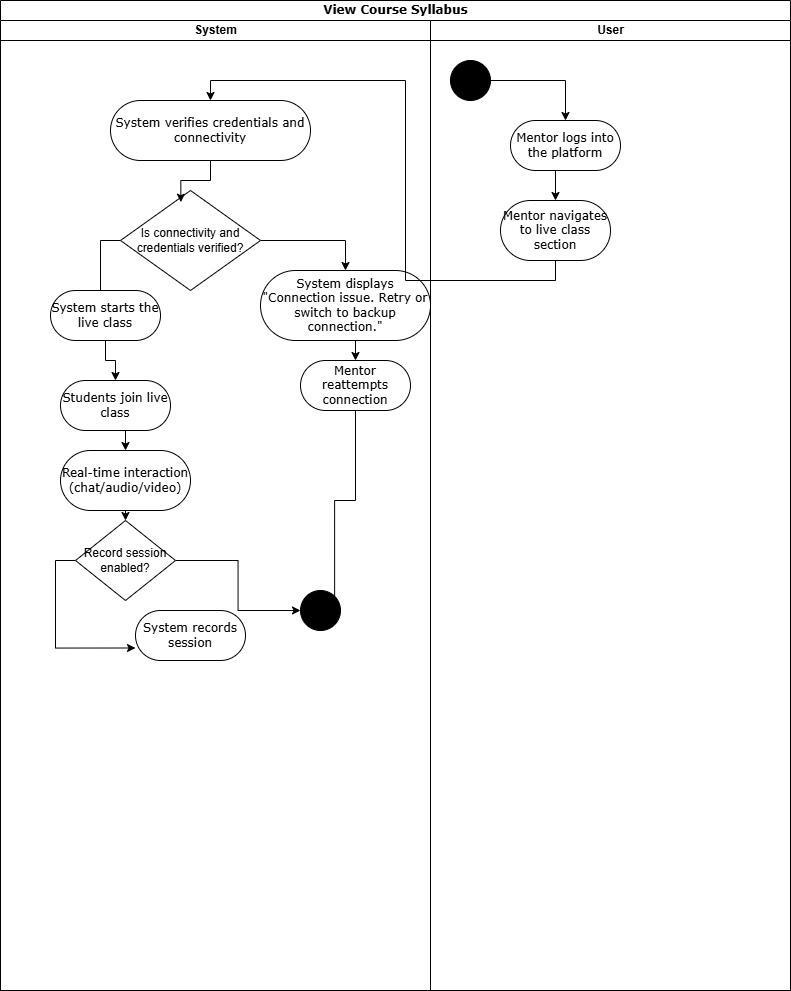 View Course Syllabus
System
User
System verifies credentials and
connectivity
Mentor logs into
the platform
Mentor navigates
to live class
section
Is connectivity and
credentials verified?
System starts the
live class
System displays
"Connection issue. Retry or
switch to backup
connection."
Mentor
reattempts
connection
Students join live
class
Real-time interaction
(chat/audio/video)
Record session
enabled?
System records
session